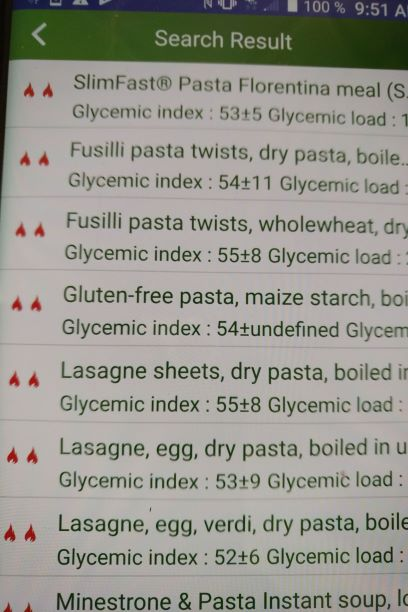 100 % 9:51 A
Search Result
SlimFast® Pasta Florentina meal (S.
Glycemic index : 53±5 Glycemic load : 1
Fusilli pasta twists, dry pasta, boile..
Glycemic index : 54±11 Glycemic load :
Fusilli pasta twists, wholewheat, dry
Glycemic index : 55±8 Glycemic load :
Gluten-free pasta, maize starch, boi
Glycemic index : 54±undefined Glycem
Lasagne sheets, dry pasta, boiled in
Glycemic index : 55±8 Glycemic load :
Lasagne, egg, dry pasta, boiled in u
Glycemic index : 53±9 Glycemic load :
Lasagne, egg, verdi, dry pasta, boile
Glycemic index : 52±6 Glycemic load :
Minestrone & Pasta Instant soup, lo